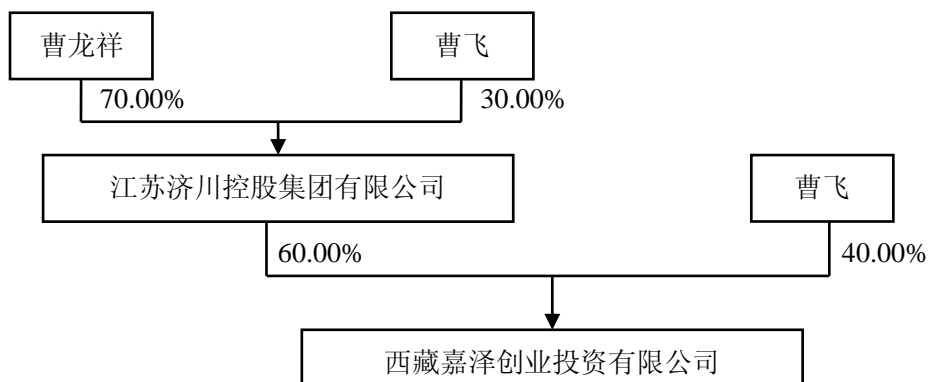 曹龙祥
曹飞
70.00%
30.00%
江苏济川控股集团有限公司
曹飞
60.00%
40.00%
西藏嘉泽创业投资有限公司